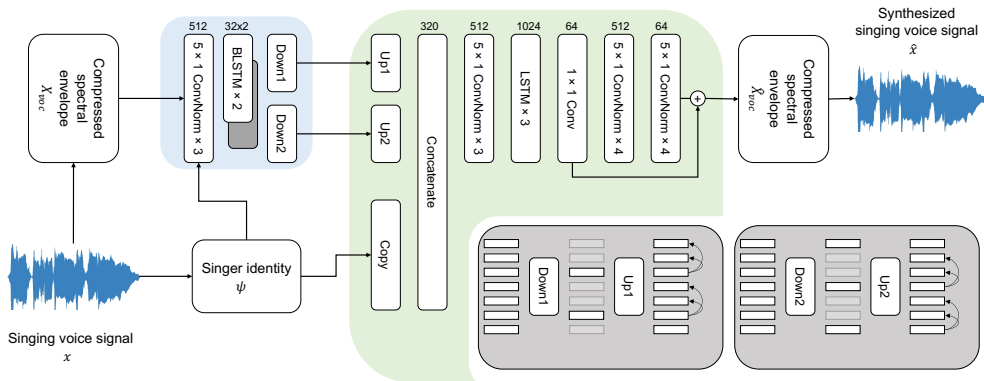 Synthesized
singing voice signal
x̂
512
32x2
320
512
1024
64
512
64
Compressed
spectral
envelope
X_voc
5 × 1 ConvNorm × 3
BLSTM × 2
Down1
Down2
Up1
Up2
Copy
Concatenate
5 × 1 ConvNorm × 3
LSTM × 3
1 × 1 Conv
5 × 1 ConvNorm × 4
5 × 1 ConvNorm × 4
+
Compressed
spectral
envelope
X̂_voc
Singer identity
ψ
Singing voice signal
x
Down1
Up1
Down2
Up2